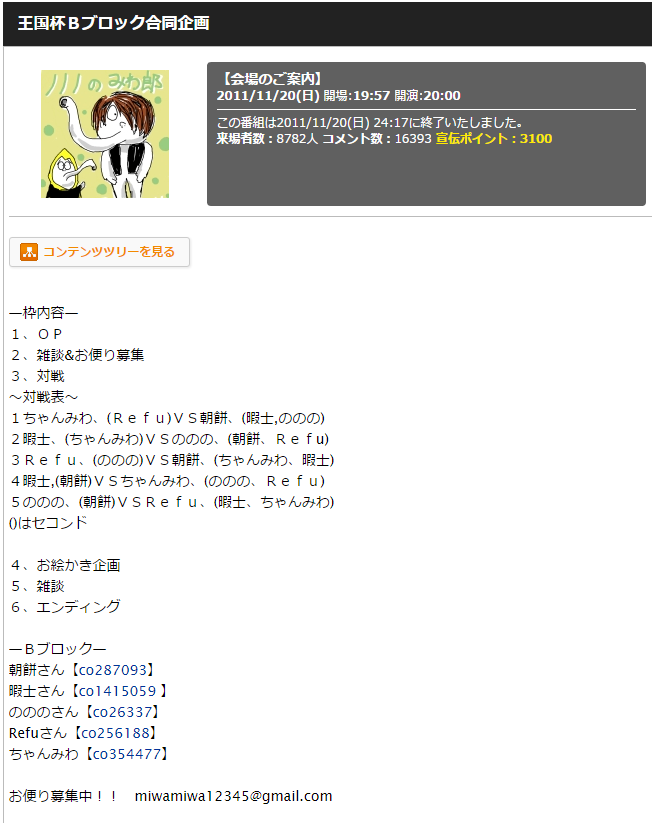 王国杯Ｂブロック合同企画
ノノノの みわ郎
【会場のご案内】
2011/11/20(日) 開場:19:57 開演:20:00
この番組は2011/11/20(日) 24:17に終了いたしました。
来場者数：8782人 コメント数：16393 宣伝ポイント：3100
コンテンツツリーを見る
―枠内容―
１、ＯＰ
２、雑談&お便り募集
３、対戦
～対戦表～
１ちゃんみわ、(Ｒｅｆｕ)ＶＳ朝餅、(暇士,ののの)
２暇士、(ちゃんみわ)ＶＳののの、(朝餅、Ｒｅｆu)
３Ｒｅｆｕ、(ののの)ＶＳ朝餅、(ちゃんみわ、暇士)
４暇士,(朝餅)ＶＳちゃんみわ、(ののの、Ｒｅｆｕ)
５ののの、(朝餅)ＶＳＲｅｆｕ、(暇士、ちゃんみわ)
()はセコンド
４、お絵かき企画
５、雑談
６、エンディング
―Ｂブロック―
朝餅さん【co287093】
暇士さん【co1415059 】
のののさん【co26337】
Refuさん【co256188】
ちゃんみわ【co354477】
お便り募集中！！　miwamiwa12345@gmail.com